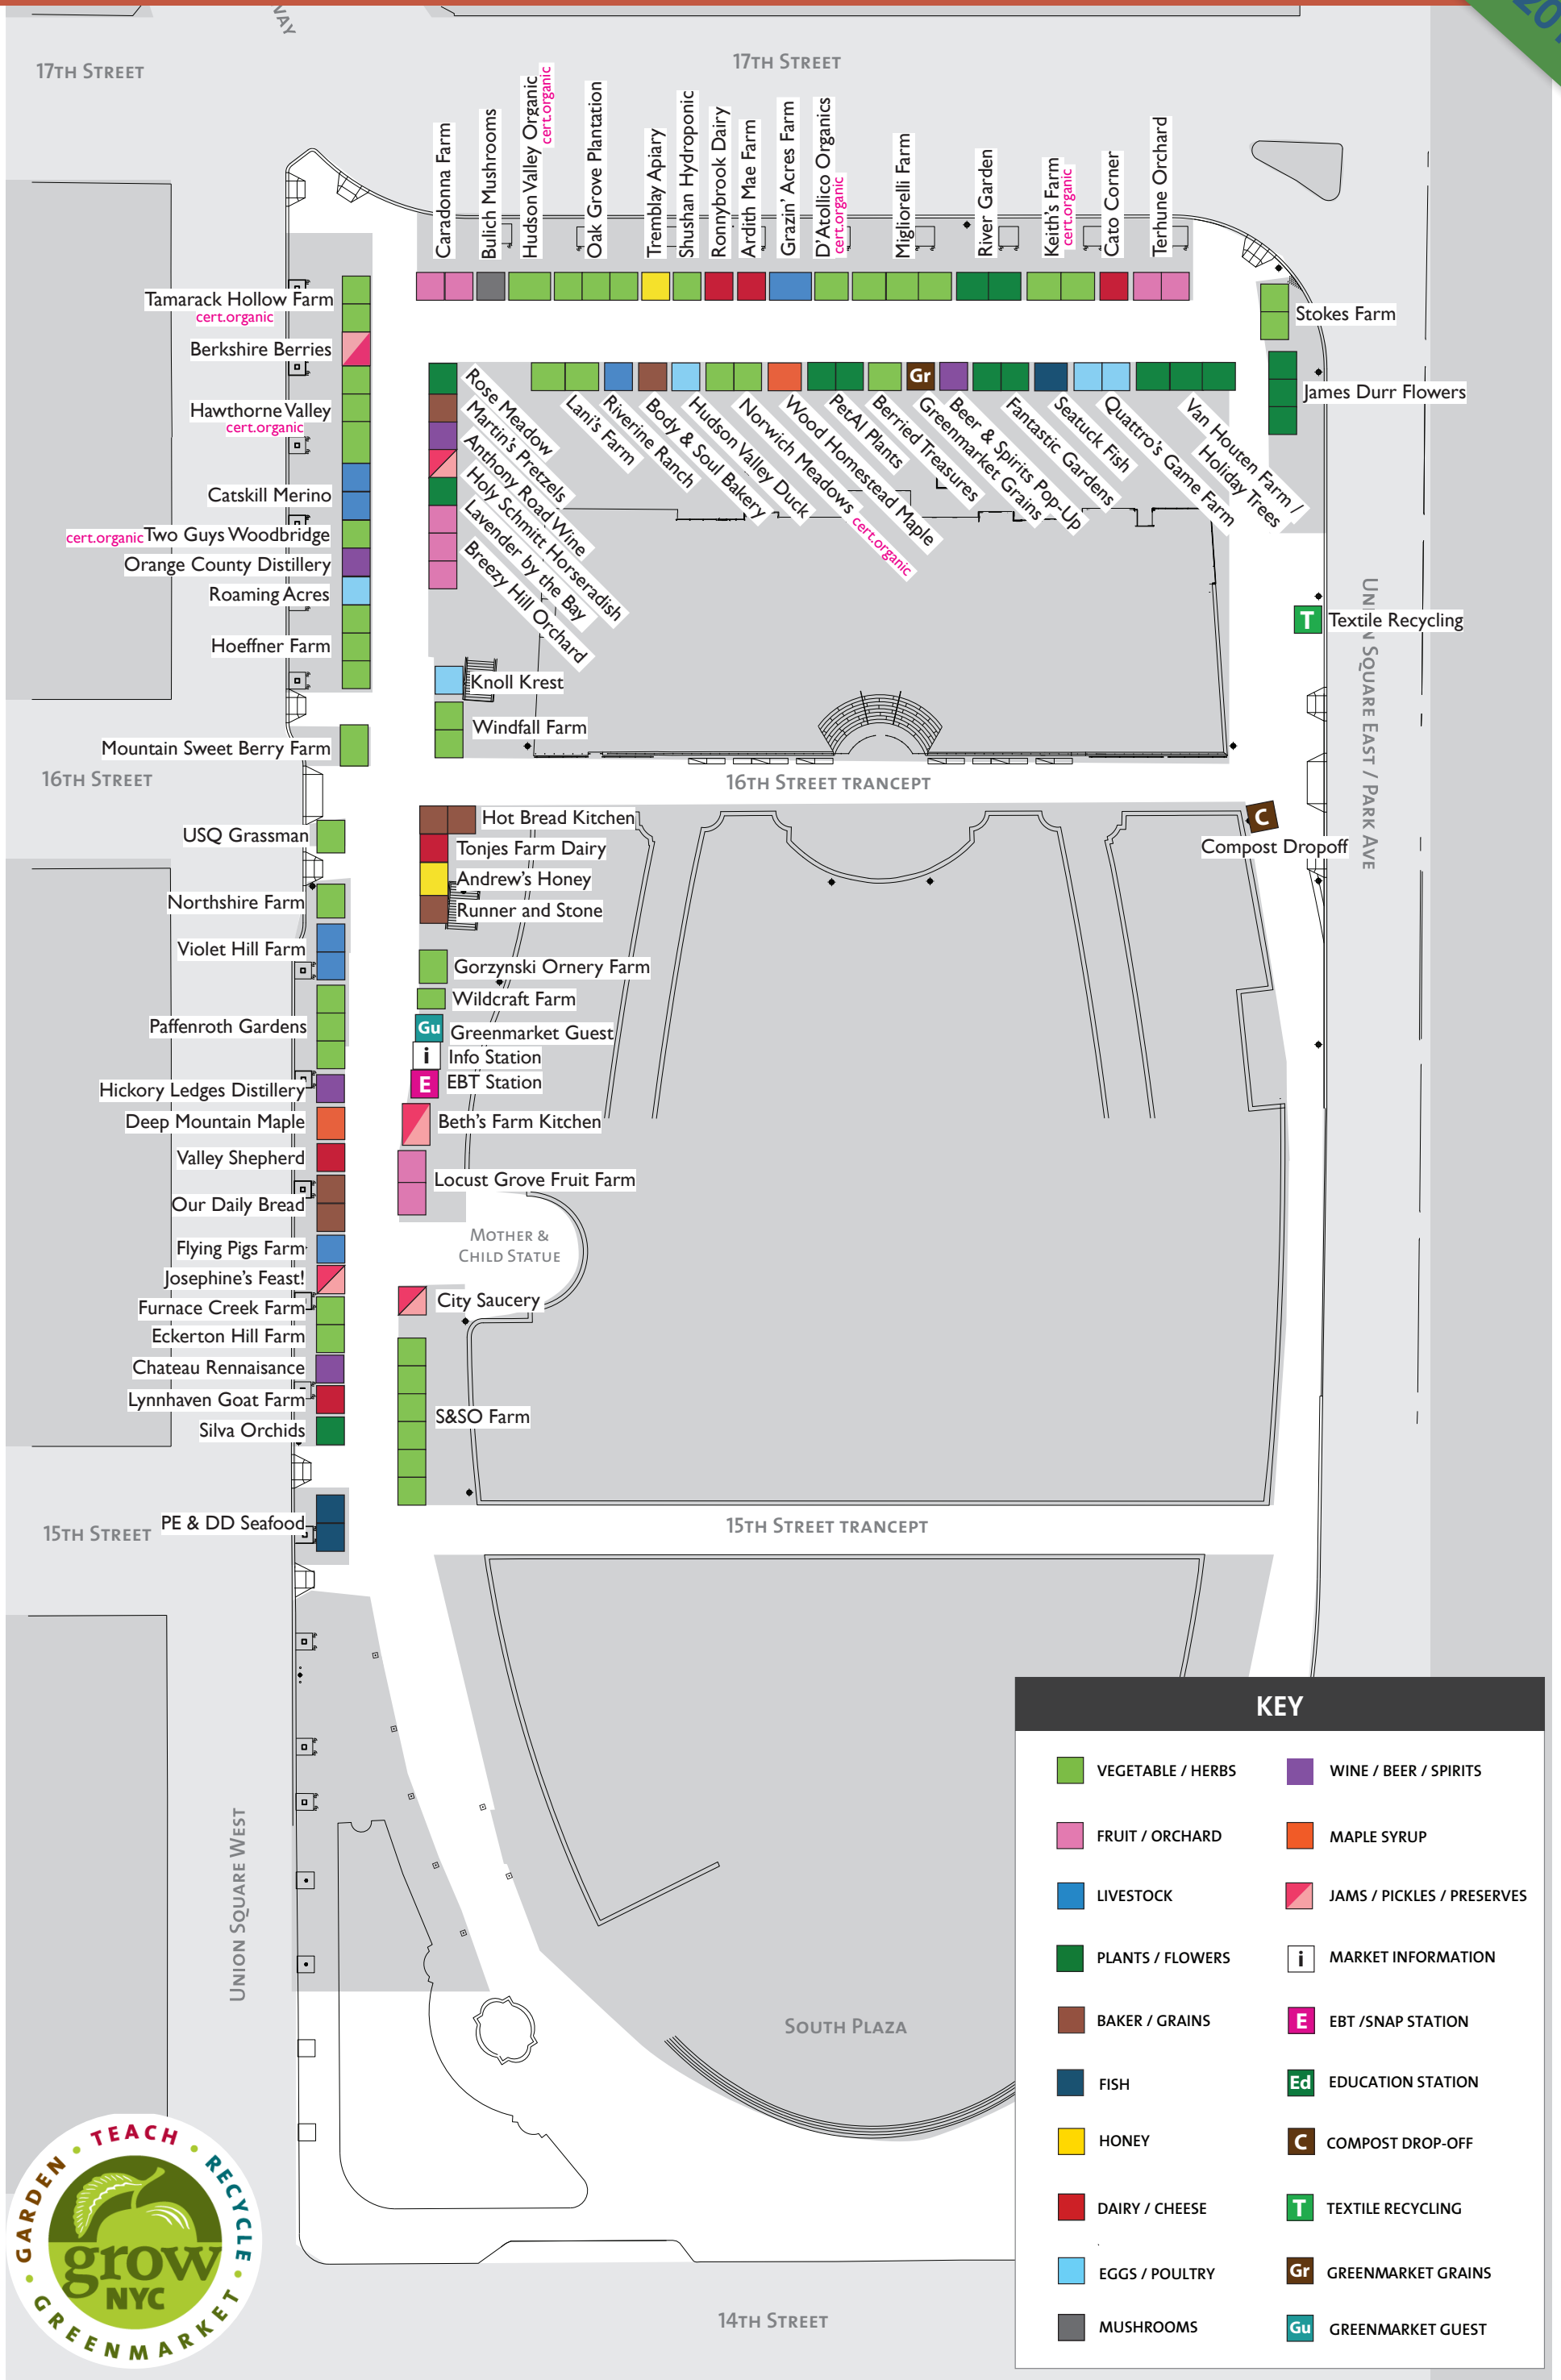 WAY
201
17TH STREET
17TH STREET
Caradonna Farm
Bulich Mushrooms
Hudson Valley Organic
cert.organic
Oak Grove Plantation
Tremblay Apiary
Shushan Hydroponic
Ronnybrook Dairy
Ardith Mae Farm
Grazin' Acres Farm
D'Atollico Organics
cert.organic
Migliorelli Farm
River Garden
Keith's Farm
cert.organic
Cato Corner
Terhune Orchard
Tamarack Hollow Farm
cert.organic
Berkshire Berries
Hawthorne Valley
cert.organic
Catskill Merino
cert.organic Two Guys Woodbridge
Orange County Distillery
Roaming Acres
Hoeffner Farm
Mountain Sweet Berry Farm
16TH STREET
Rose Meadow
Martin's Pretzels
Anthony Road Wine
Holy Schmitt Horseradish
Lavender by the Bay
Breezy Hill Orchard
Knoll Krest
Windfall Farm
Lani's Farm
Riverine Ranch
Body & Soul Bakery
Hudson Valley Duck
Norwich Meadows cert.organic
Wood Homestead Maple
PetAl Plants
Berried Treasures
Gr
Greenmarket Grains
Beer & Spirits Pop-Up
Fantastic Gardens
Seatuck Fish
Quattro's Game Farm
Van Houten Farm /
Holiday Trees
Stokes Farm
James Durr Flowers
T Textile Recycling
UNION SQUARE EAST / PARK AVE
16TH STREET TRANCEPT
C
Compost Dropoff
USQ Grassman
Northshire Farm
Violet Hill Farm
Paffenroth Gardens
Hickory Ledges Distillery
Deep Mountain Maple
Valley Shepherd
Our Daily Bread
Flying Pigs Farm
Josephine's Feast!
Furnace Creek Farm
Eckerton Hill Farm
Chateau Rennaisance
Lynnhaven Goat Farm
Silva Orchids
PE & DD Seafood
15TH STREET
Hot Bread Kitchen
Tonjes Farm Dairy
Andrew's Honey
Runner and Stone
Gorzynski Ornery Farm
Wildcraft Farm
Gu Greenmarket Guest
i Info Station
E EBT Station
Beth's Farm Kitchen
Locust Grove Fruit Farm
MOTHER &
CHILD STATUE
City Saucery
S&SO Farm
15TH STREET TRANCEPT
UNION SQUARE WEST
SOUTH PLAZA
14TH STREET
KEY
VEGETABLE / HERBS
FRUIT / ORCHARD
LIVESTOCK
PLANTS / FLOWERS
BAKER / GRAINS
FISH
HONEY
DAIRY / CHEESE
EGGS / POULTRY
MUSHROOMS
WINE / BEER / SPIRITS
MAPLE SYRUP
JAMS / PICKLES / PRESERVES
i MARKET INFORMATION
E EBT /SNAP STATION
Ed EDUCATION STATION
C COMPOST DROP-OFF
T TEXTILE RECYCLING
Gr GREENMARKET GRAINS
Gu GREENMARKET GUEST
GARDEN • TEACH • RECYCLE • GREENMARKET •
grow
NYC